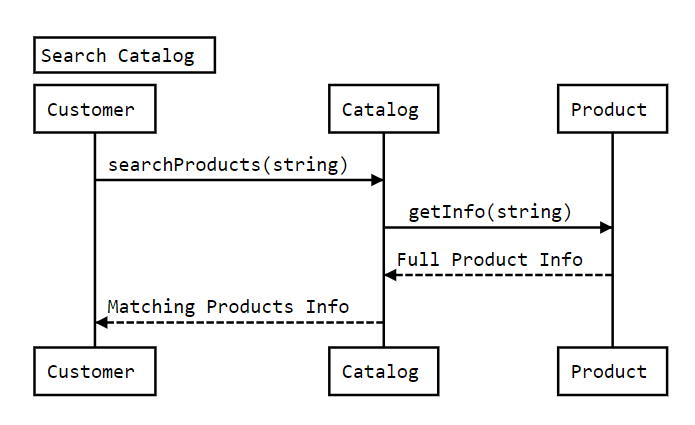 Search Catalog
Customer Catalog Product
searchProducts(string)
getInfo(string)
Full Product Info
Matching Products Info
Customer Catalog Product